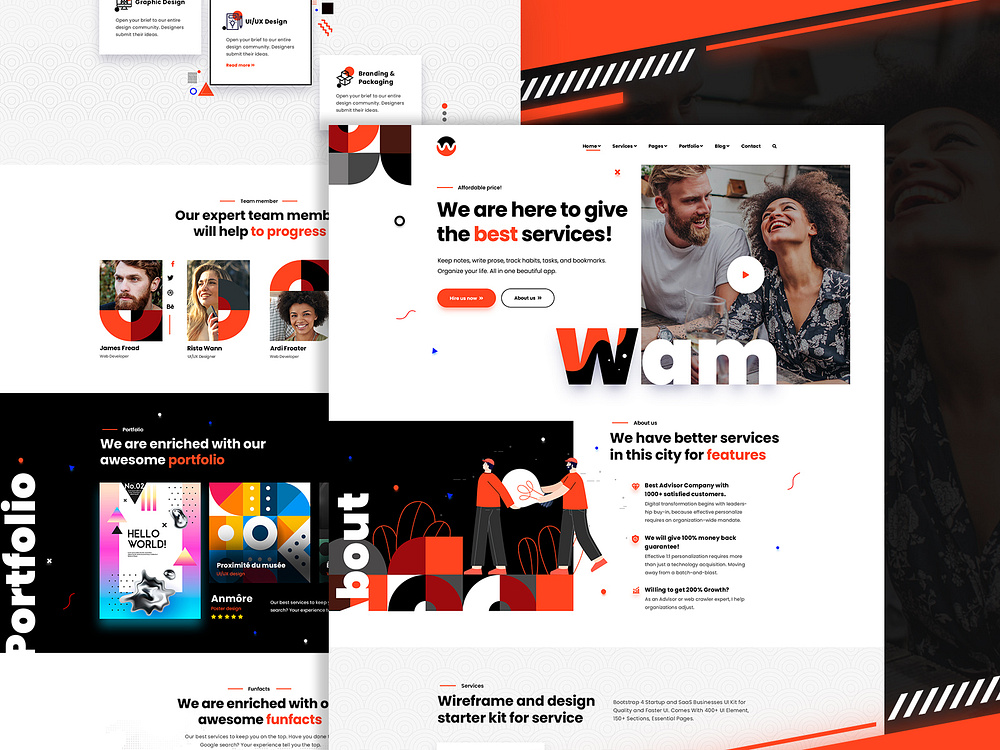 Graphic Design
Open your brief to our entire
design community. Designers
submit their ideas.
UI/UX Design
Open your brief to our entire
design community. Designers
submit their ideas.
Read more »
Branding &
Packaging
Open your brief to our entire
design community. Designers
submit their ideas.
Team member
Our expert team memb
will help to progress
James Fread
Web Developer
Rista Wann
UI/UX Designer
Ardi Froater
Web Developer
Portfolio
Portfolio
We are enriched with our
awesome portfolio
No.02
HELLO
WORLD!
Proximité du musée
UI/UX design
Anmôre
Poster design
Our best services to keep
search? Your experience
Funfacts
We are enriched with o
awesome funfacts
Our best services to keep you on the top. Have you done
Google search? Your experience tell you the top.
Home
Services
Pages
Portfolio
Blog
Contact
Affordable price!
We are here to give
the best services!
Keep notes, write prose, track habits, tasks, and bookmarks.
Organize your life. All in one beautiful app.
Hire us now »
About us »
Wam
bout
About us
We have better services
in this city for features
Best Advisor Company with
1000+ satisfied customers.
Digital transformation begins with leaders-
hip buy-in, because effective personalize
requires an organization-wide mandate.
We will give 100% money back
guarantee!
Effective 1:1 personalization requires more
than just a technology acquisition. Moving
away from a batch-and-blast.
Willing to get 200% Growth?
As an Advisor or web crawler expert, I help
organizations adjust.
Services
Wireframe and design
starter kit for service
Bootstrap 4 Startup and SaaS Businesses UI Kit for
Quality and Faster UI. Comes With 400+ UI Element,
150+ Sections, Essential Pages.